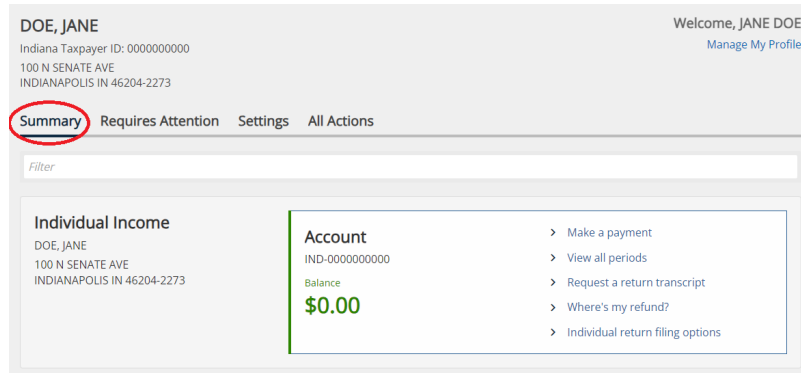 DOE, JANE
Indiana Taxpayer ID: 0000000000
100 N SENATE AVE
INDIANAPOLIS IN 46204-2273
Welcome, JANE DOE
Manage My Profile
Summary Requires Attention Settings All Actions
Filter
Individual Income
DOE, JANE
100 N SENATE AVE
INDIANAPOLIS IN 46204-2273
Account
IND-0000000000
Balance
$0.00
> Make a payment
> View all periods
> Request a return transcript
> Where's my refund?
> Individual return filing options